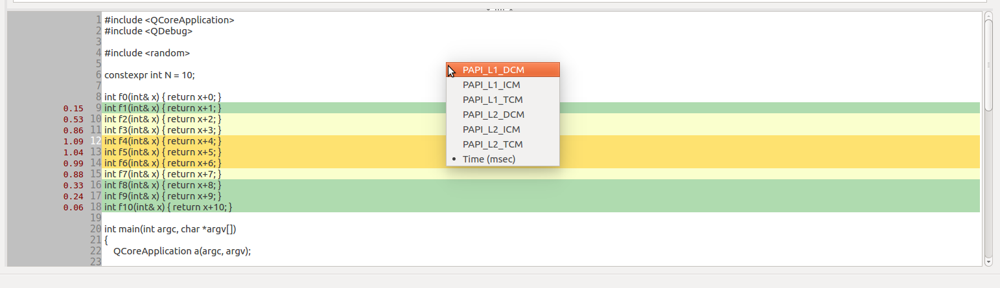 1 #include <QCoreApplication>
2 #include <QDebug>
3
4 #include <random>
5
6 constexpr int N = 10;
7
8 int f0(int& x) { return x+0; }
0.15 9 int f1(int& x) { return x+1; }
0.53 10 int f2(int& x) { return x+2; }
0.86 11 int f3(int& x) { return x+3; }
1.09 12 int f4(int& x) { return x+4; }
1.04 13 int f5(int& x) { return x+5; }
0.99 14 int f6(int& x) { return x+6; }
0.88 15 int f7(int& x) { return x+7; }
0.33 16 int f8(int& x) { return x+8; }
0.24 17 int f9(int& x) { return x+9; }
0.06 18 int f10(int& x) { return x+10; }
19
20 int main(int argc, char *argv[])
21 {
22 QCoreApplication a(argc, argv);
23
PAPI_L1_DCM
PAPI_L1_ICM
PAPI_L1_TCM
PAPI_L2_DCM
PAPI_L2_ICM
PAPI_L2_TCM
• Time (msec)